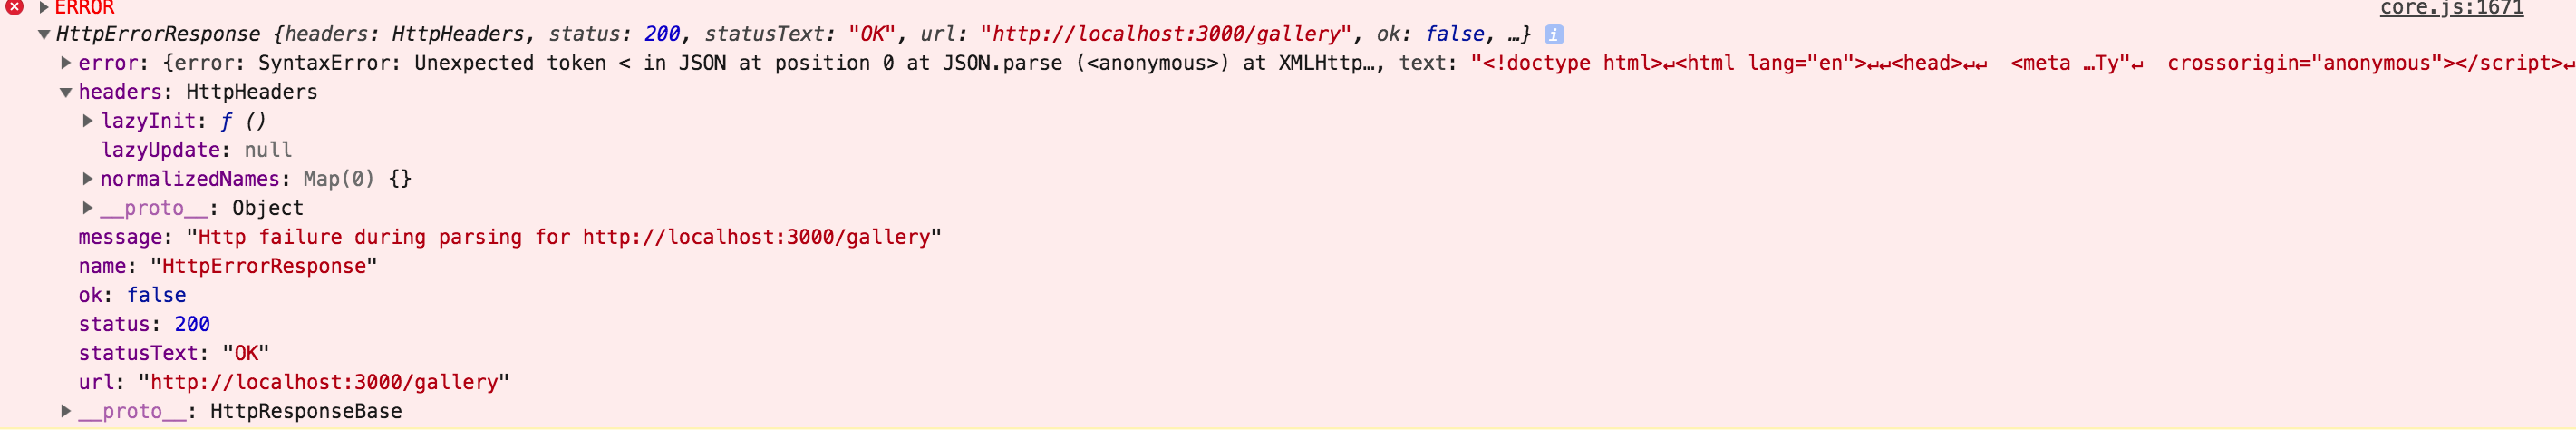 ERROR core.js:1671
HttpErrorResponse {headers: HttpHeaders, status: 200, statusText: "OK", url: "http://localhost:3000/gallery", ok: false, …} i
error: {error: SyntaxError: Unexpected token < in JSON at position 0 at JSON.parse (<anonymous>) at XMLHttp…, text: "<!doctype html>↵<html lang="en">↵↵<head>↵↵  <meta …Ty"↵  crossorigin="anonymous"></script>↵
headers: HttpHeaders
lazyInit: ƒ ()
lazyUpdate: null
normalizedNames: Map(0) {}
__proto__: Object
message: "Http failure during parsing for http://localhost:3000/gallery"
name: "HttpErrorResponse"
ok: false
status: 200
statusText: "OK"
url: "http://localhost:3000/gallery"
__proto__: HttpResponseBase